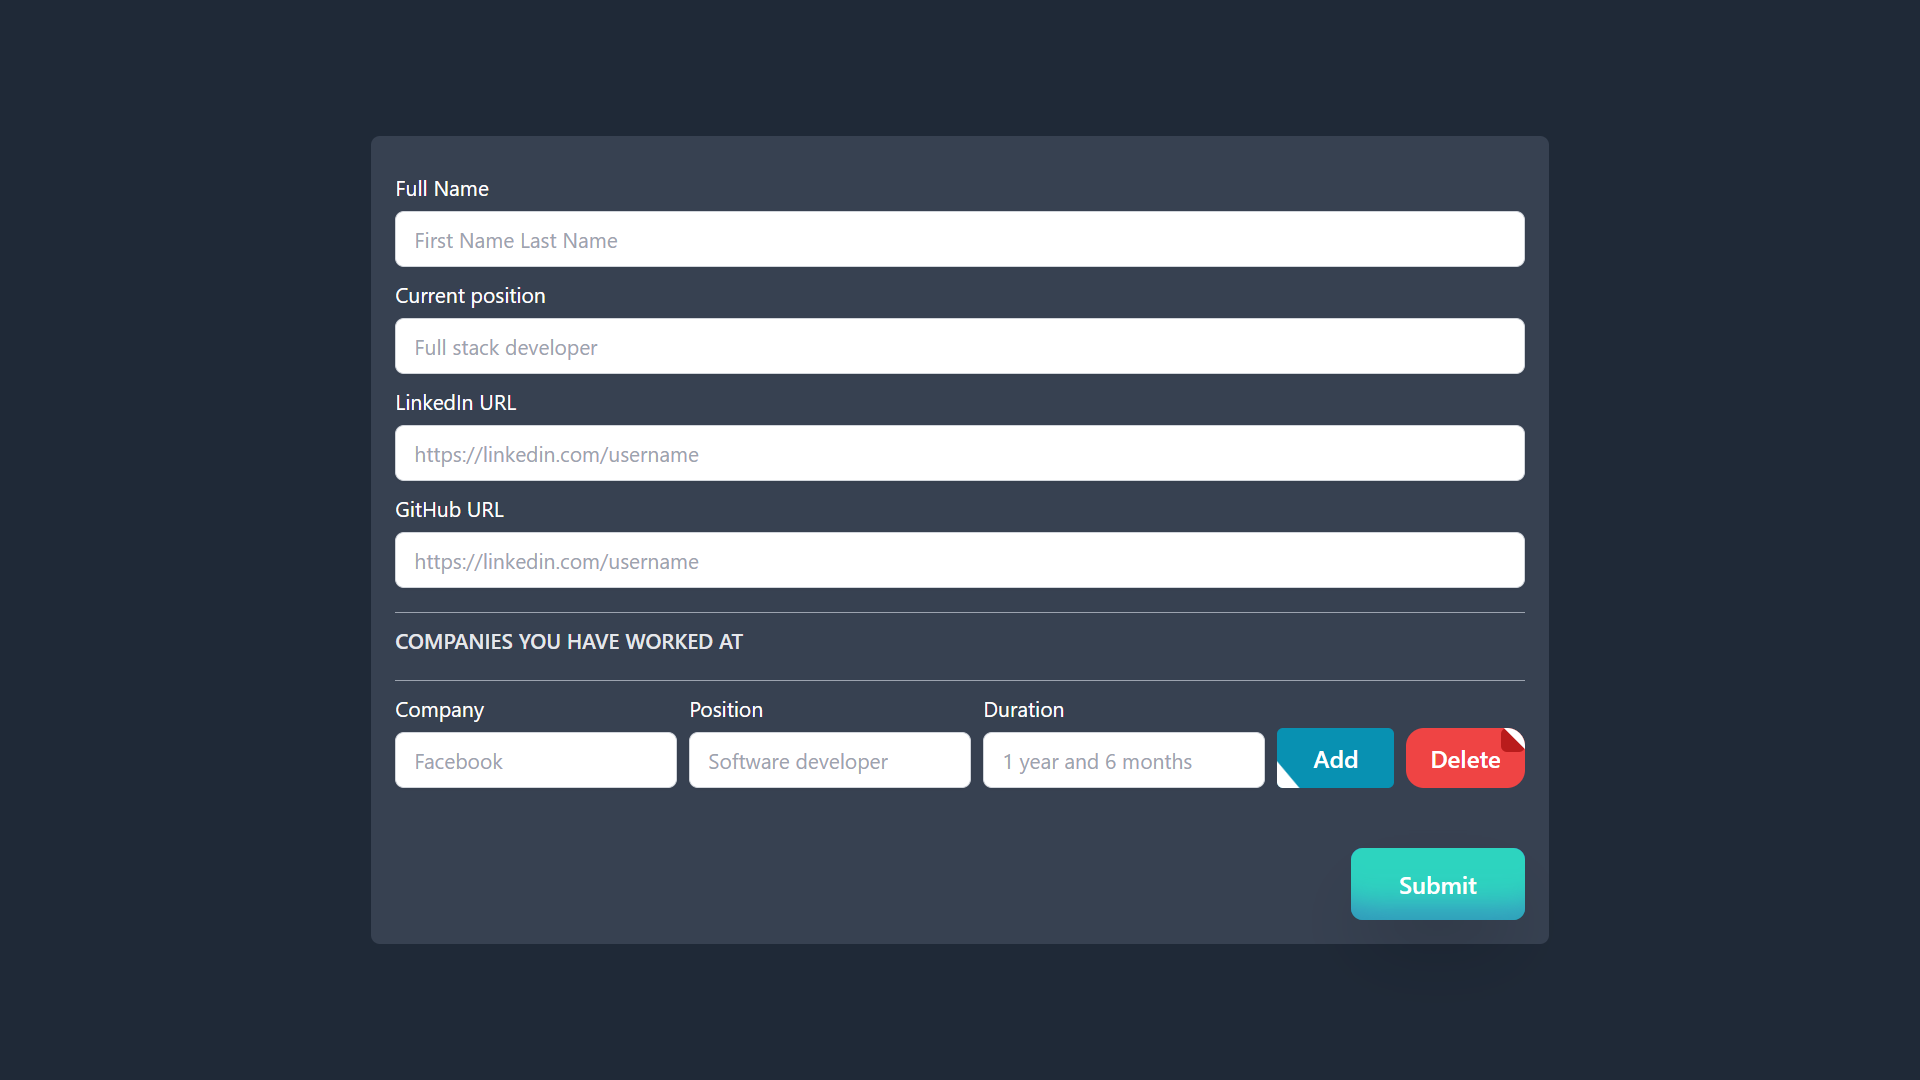 Full Name
First Name Last Name
Current position
Full stack developer
LinkedIn URL
https://linkedin.com/username
GitHub URL
https://linkedin.com/username
COMPANIES YOU HAVE WORKED AT
Company Position Duration
Facebook Software developer 1 year and 6 months Add Delete
Submit